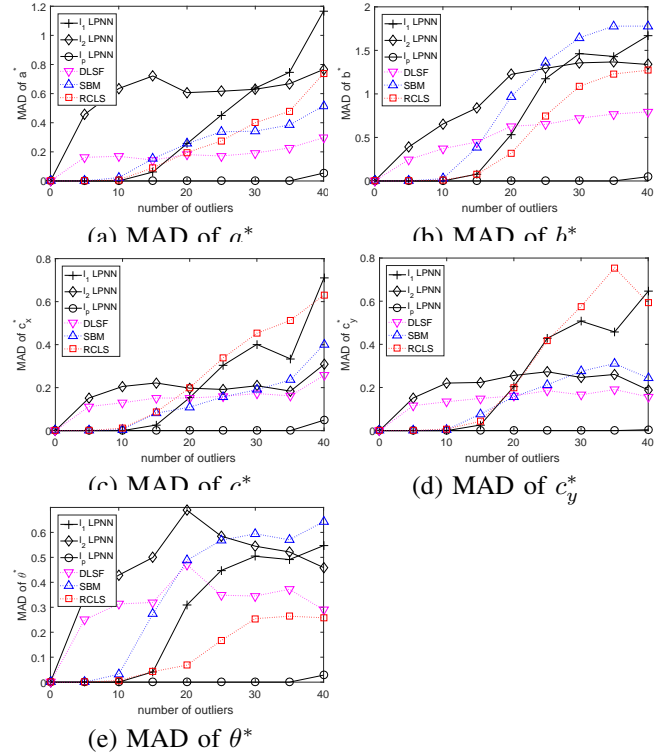 1.2
1
0.8
0.6
0.4
0.2
0
MAD of a*
l1 LPNN
l2 LPNN
lp LPNN
DLSF
SBM
RCLS
0 10 20 30 40
number of outliers
(a) MAD of a*
2
1.5
1
0.5
0
MAD of b*
l1 LPNN
l2 LPNN
lp LPNN
DLSF
SBM
RCLS
0 10 20 30 40
number of outliers
(b) MAD of b*
0.8
0.6
0.4
0.2
0
MAD of c*x
l1 LPNN
l2 LPNN
lp LPNN
DLSF
SBM
RCLS
0 10 20 30 40
number of outliers
(c) MAD of c*
0.8
0.6
0.4
0.2
0
MAD of c*y
l1 LPNN
l2 LPNN
lp LPNN
DLSF
SBM
RCLS
0 10 20 30 40
number of outliers
(d) MAD of c*y
0.6
0.5
0.4
0.3
0.2
0.1
0
MAD of θ*
l1 LPNN
l2 LPNN
lp LPNN
DLSF
SBM
RCLS
0 10 20 30 40
number of outliers
(e) MAD of θ*